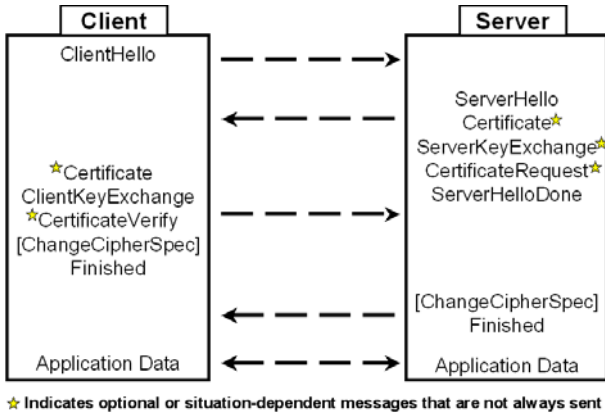 Client
Server
ClientHello
ServerHello
Certificate
ServerKeyExchange
CertificateRequest
ServerHelloDone
Certificate
ClientKeyExchange
CertificateVerify
[ChangeCipherSpec]
Finished
[ChangeCipherSpec]
Finished
Application Data
Application Data
Indicates optional or situation-dependent messages that are not always sent